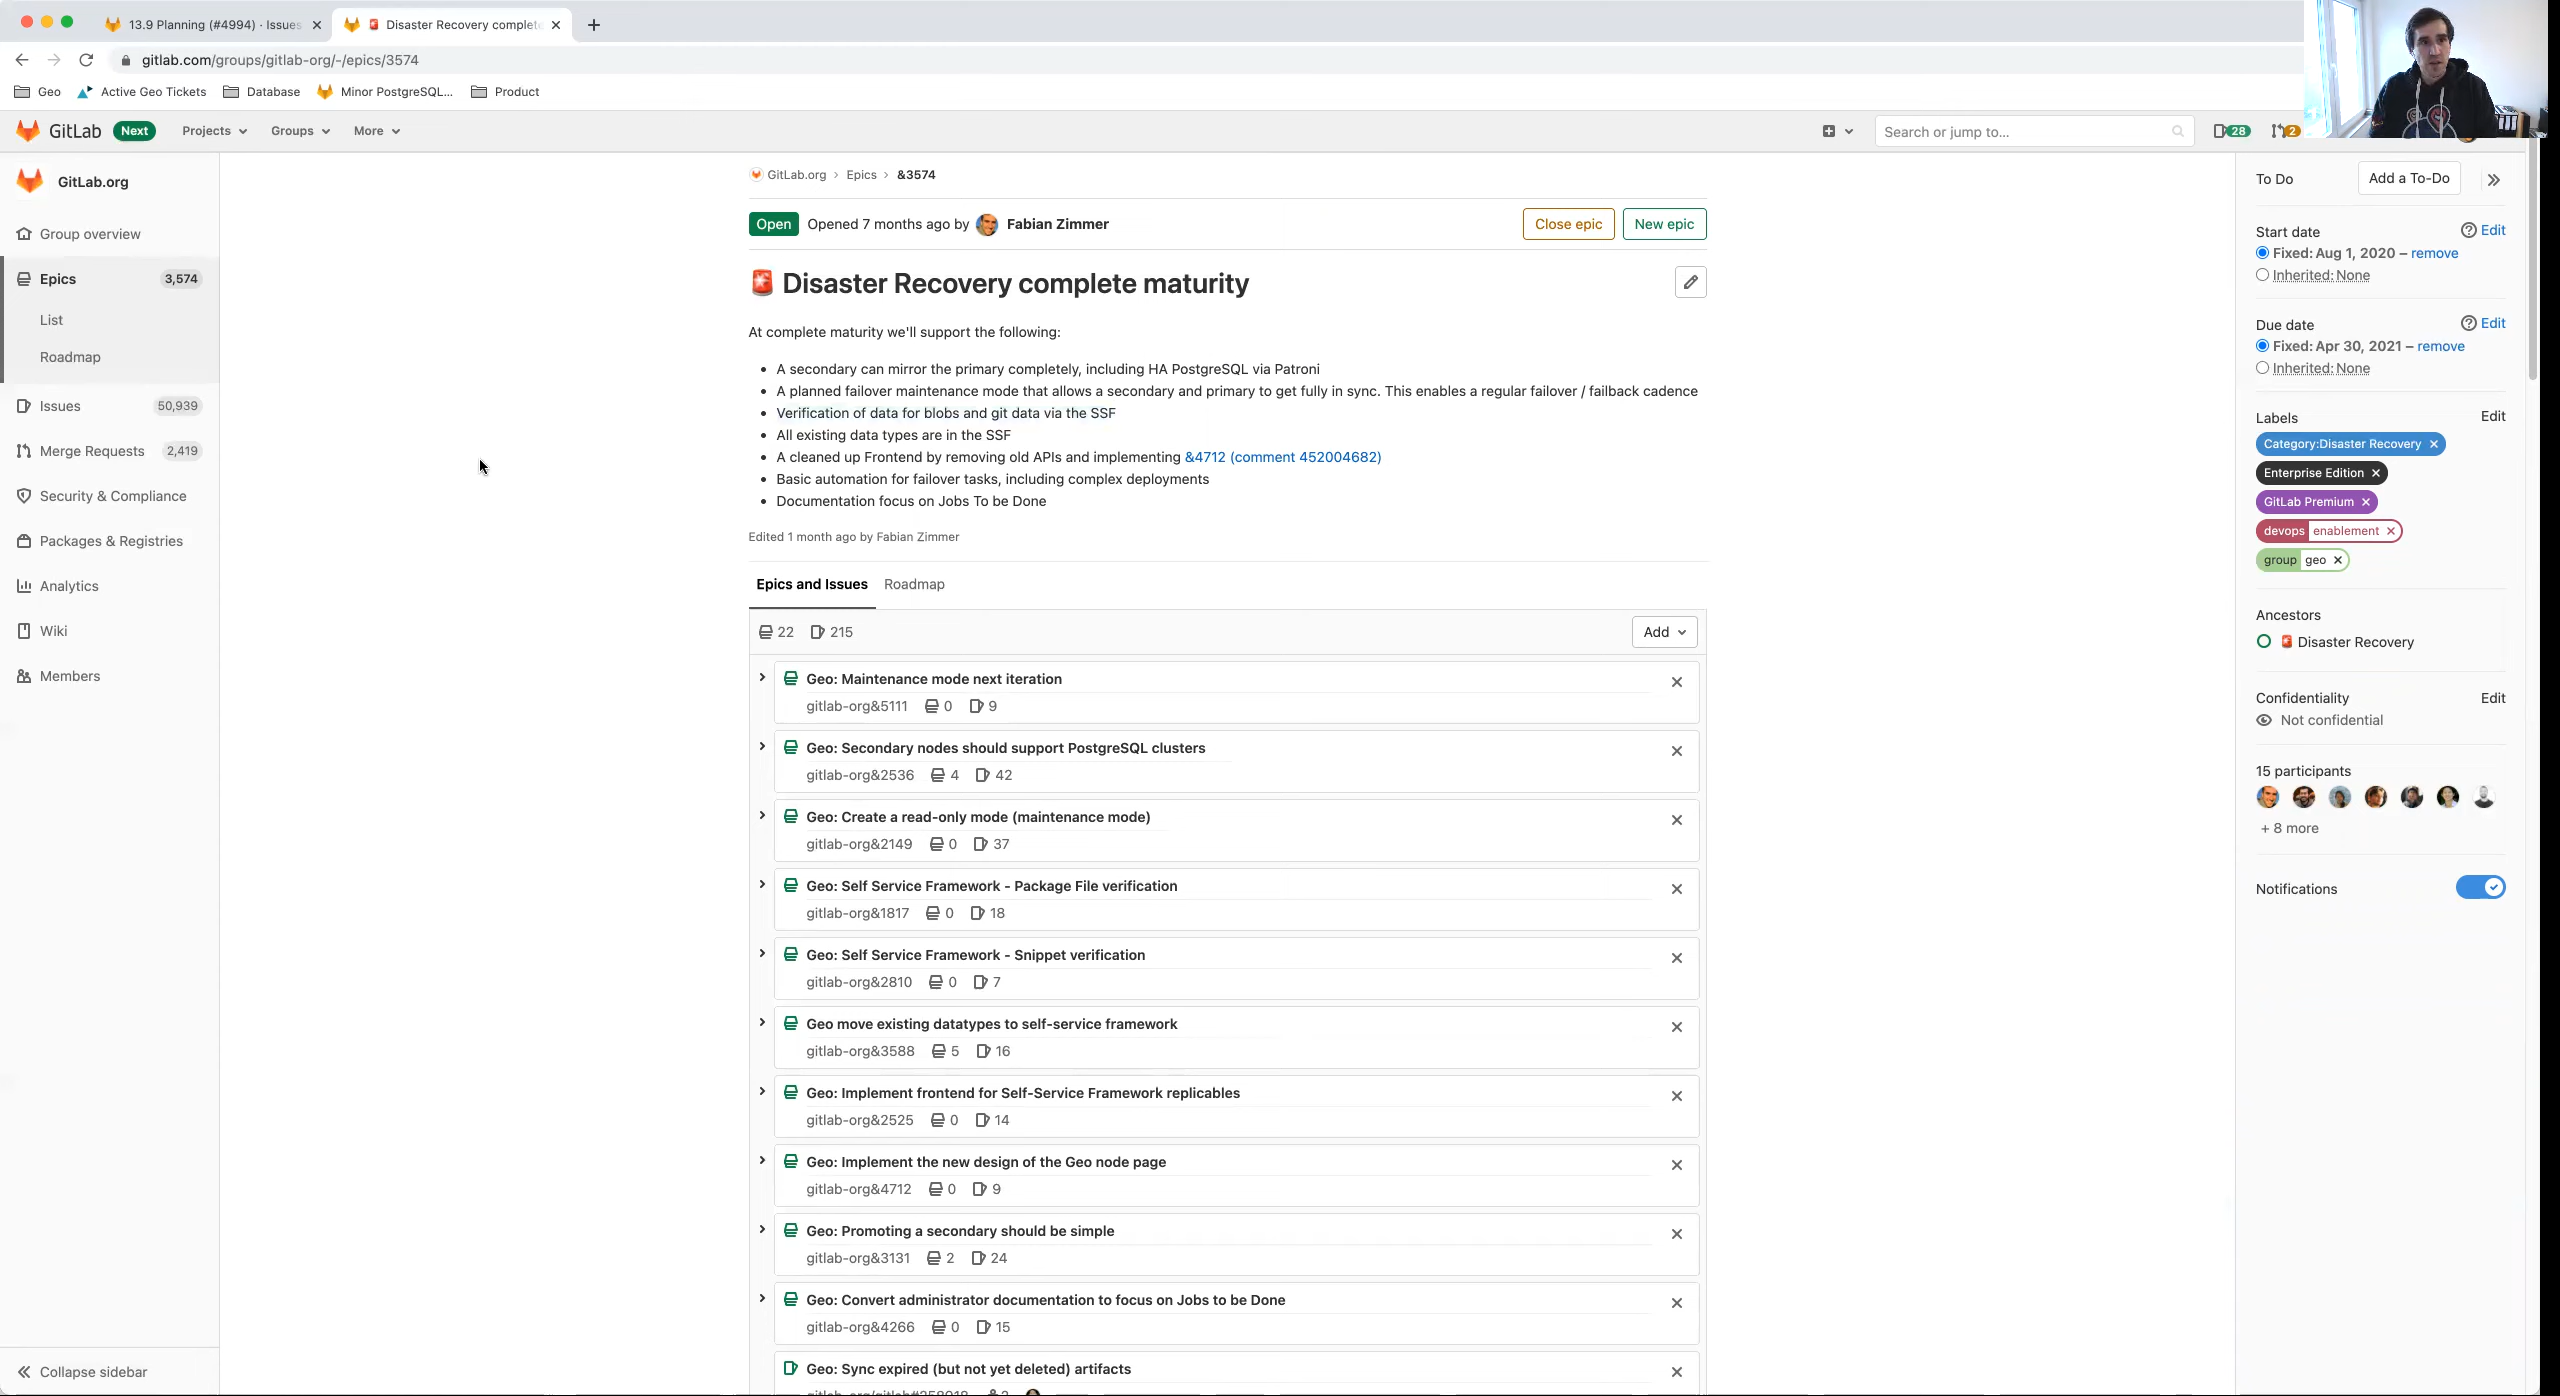 13.9 Planning (#4994) · Issues
Disaster Recovery complete
gitlab.com/groups/gitlab-org/-/epics/3574
Geo
Active Geo Tickets
Database
Minor PostgreSQL...
Product
GitLab
Next
Projects
Groups
More
Search or jump to...
28
2
GitLab.org
Group overview
Epics 3,574
List
Roadmap
Issues 50,939
Merge Requests 2,419
Security & Compliance
Packages & Registries
Analytics
Wiki
Members
Collapse sidebar
GitLab.org › Epics › &3574
Open Opened 7 months ago by Fabian Zimmer
Close epic
New epic
Disaster Recovery complete maturity
At complete maturity we'll support the following:
• A secondary can mirror the primary completely, including HA PostgreSQL via Patroni
• A planned failover maintenance mode that allows a secondary and primary to get fully in sync. This enables a regular failover / failback cadence
• Verification of data for blobs and git data via the SSF
• All existing data types are in the SSF
• A cleaned up Frontend by removing old APIs and implementing &4712 (comment 452004682)
• Basic automation for failover tasks, including complex deployments
• Documentation focus on Jobs To be Done
Edited 1 month ago by Fabian Zimmer
Epics and Issues
Roadmap
22 215
Add
Geo: Maintenance mode next iteration
gitlab-org&5111 0 9
Geo: Secondary nodes should support PostgreSQL clusters
gitlab-org&2536 4 42
Geo: Create a read-only mode (maintenance mode)
gitlab-org&2149 0 37
Geo: Self Service Framework - Package File verification
gitlab-org&1817 0 18
Geo: Self Service Framework - Snippet verification
gitlab-org&2810 0 7
Geo move existing datatypes to self-service framework
gitlab-org&3588 5 16
Geo: Implement frontend for Self-Service Framework replicables
gitlab-org&2525 0 14
Geo: Implement the new design of the Geo node page
gitlab-org&4712 0 9
Geo: Promoting a secondary should be simple
gitlab-org&3131 2 24
Geo: Convert administrator documentation to focus on Jobs to be Done
gitlab-org&4266 0 15
Geo: Sync expired (but not yet deleted) artifacts
To Do
Add a To-Do
Start date
Edit
Fixed: Aug 1, 2020 – remove
Inherited: None
Due date
Edit
Fixed: Apr 30, 2021 – remove
Inherited: None
Labels
Edit
Category:Disaster Recovery
Enterprise Edition
GitLab Premium
devops enablement
group geo
Ancestors
Disaster Recovery
Confidentiality
Edit
Not confidential
15 participants
+ 8 more
Notifications